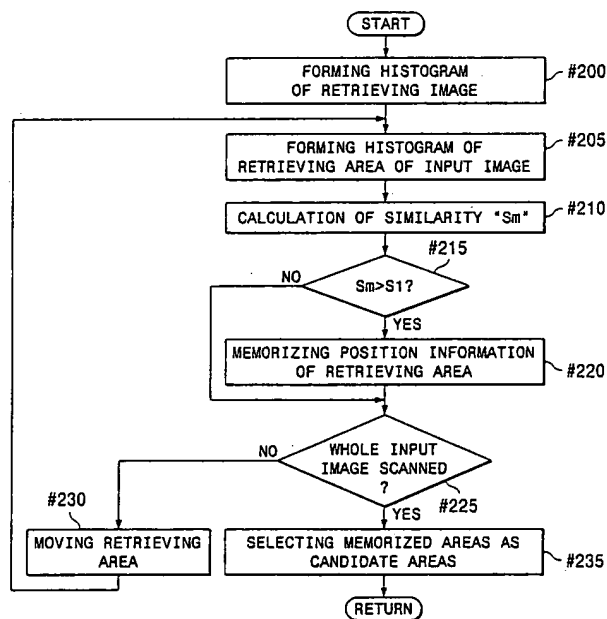 START
FORMING HISTOGRAM
OF RETRIEVING IMAGE
#200
FORMING HISTOGRAM OF
RETRIEVING AREA OF INPUT IMAGE
#205
CALCULATION OF SIMILARITY "Sm"
#210
#215
NO
Sm>S1?
YES
MEMORIZING POSITION INFORMATION
OF RETRIEVING AREA
#220
NO
WHOLE INPUT
IMAGE SCANNED
?
#225
#230
YES
MOVING RETRIEVING
AREA
SELECTING MEMORIZED AREAS AS
CANDIDATE AREAS
#235
RETURN